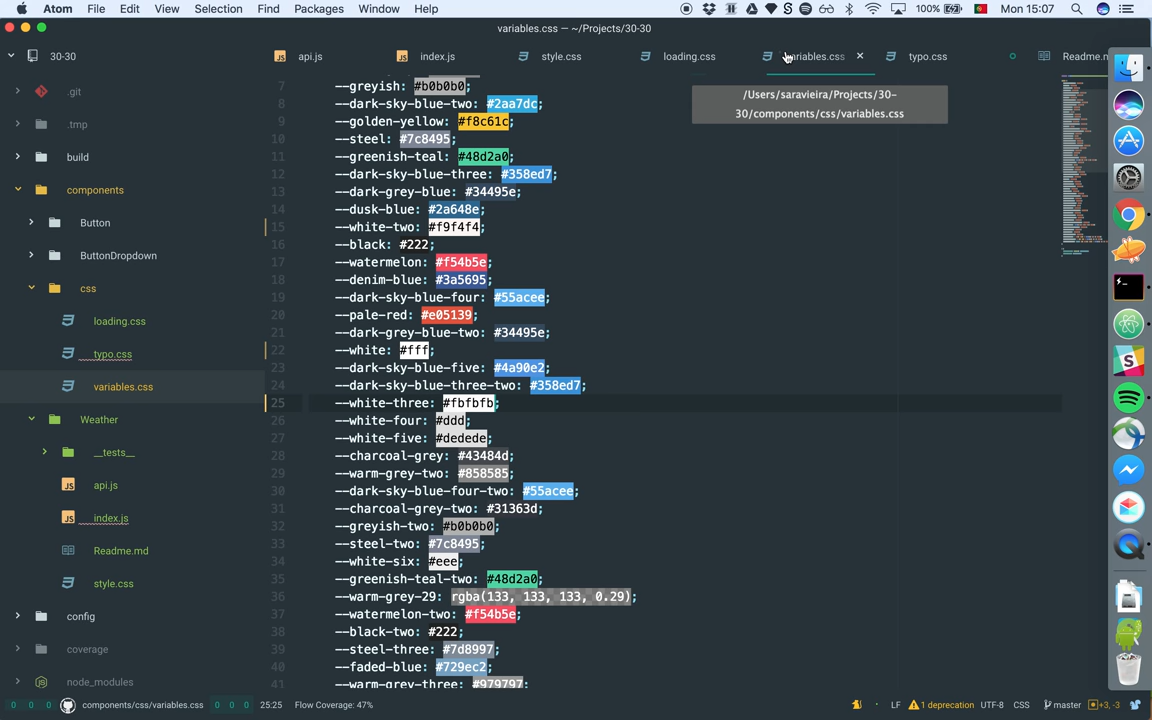 Atom File Edit View Selection Find Packages Window Help 100% Mon 15:07
variables.css — ~/Projects/30-30
30-30 api.js index.js style.css loading.css variables.css typo.css Readme.n
/Users/saravieira/Projects/30-
30/components/css/variables.css
.git
.tmp
build
components
Button
ButtonDropdown
css
loading.css
typo.css
variables.css
Weather
__tests__
api.js
index.js
Readme.md
style.css
config
coverage
node_modules
7 --greyish: #b0b0b0;
8 --dark-sky-blue-two: #2aa7dc;
9 --golden-yellow: #f8c61c;
10 --steel: #7c8495;
11 --greenish-teal: #48d2a0;
12 --dark-sky-blue-three: #358ed7;
13 --dark-grey-blue: #34495e;
14 --dusk-blue: #2a648e;
15 --white-two: #f9f4f4;
16 --black: #222;
17 --watermelon: #f54b5e;
18 --denim-blue: #3a5695;
19 --dark-sky-blue-four: #55acee;
20 --pale-red: #e05139;
21 --dark-grey-blue-two: #34495e;
22 --white: #fff;
23 --dark-sky-blue-five: #4a90e2;
24 --dark-sky-blue-three-two: #358ed7;
25 --white-three: #fbfbfb;
26 --white-four: #ddd;
27 --white-five: #dedede;
28 --charcoal-grey: #43484d;
29 --warm-grey-two: #858585;
30 --dark-sky-blue-four-two: #55acee;
31 --charcoal-grey-two: #31363d;
32 --greyish-two: #b0b0b0;
33 --steel-two: #7c8495;
34 --white-six: #eee;
35 --greenish-teal-two: #48d2a0;
36 --warm-grey-29: rgba(133, 133, 133, 0.29);
37 --watermelon-two: #f54b5e;
38 --black-two: #222;
39 --steel-three: #7d8997;
40 --faded-blue: #729ec2;
41 --warm-grey-three: #979797;
0 0 0 components/css/variables.css 0 0 0 25:25 Flow Coverage: 47% LF 1 deprecation UTF-8 CSS master +3, -3